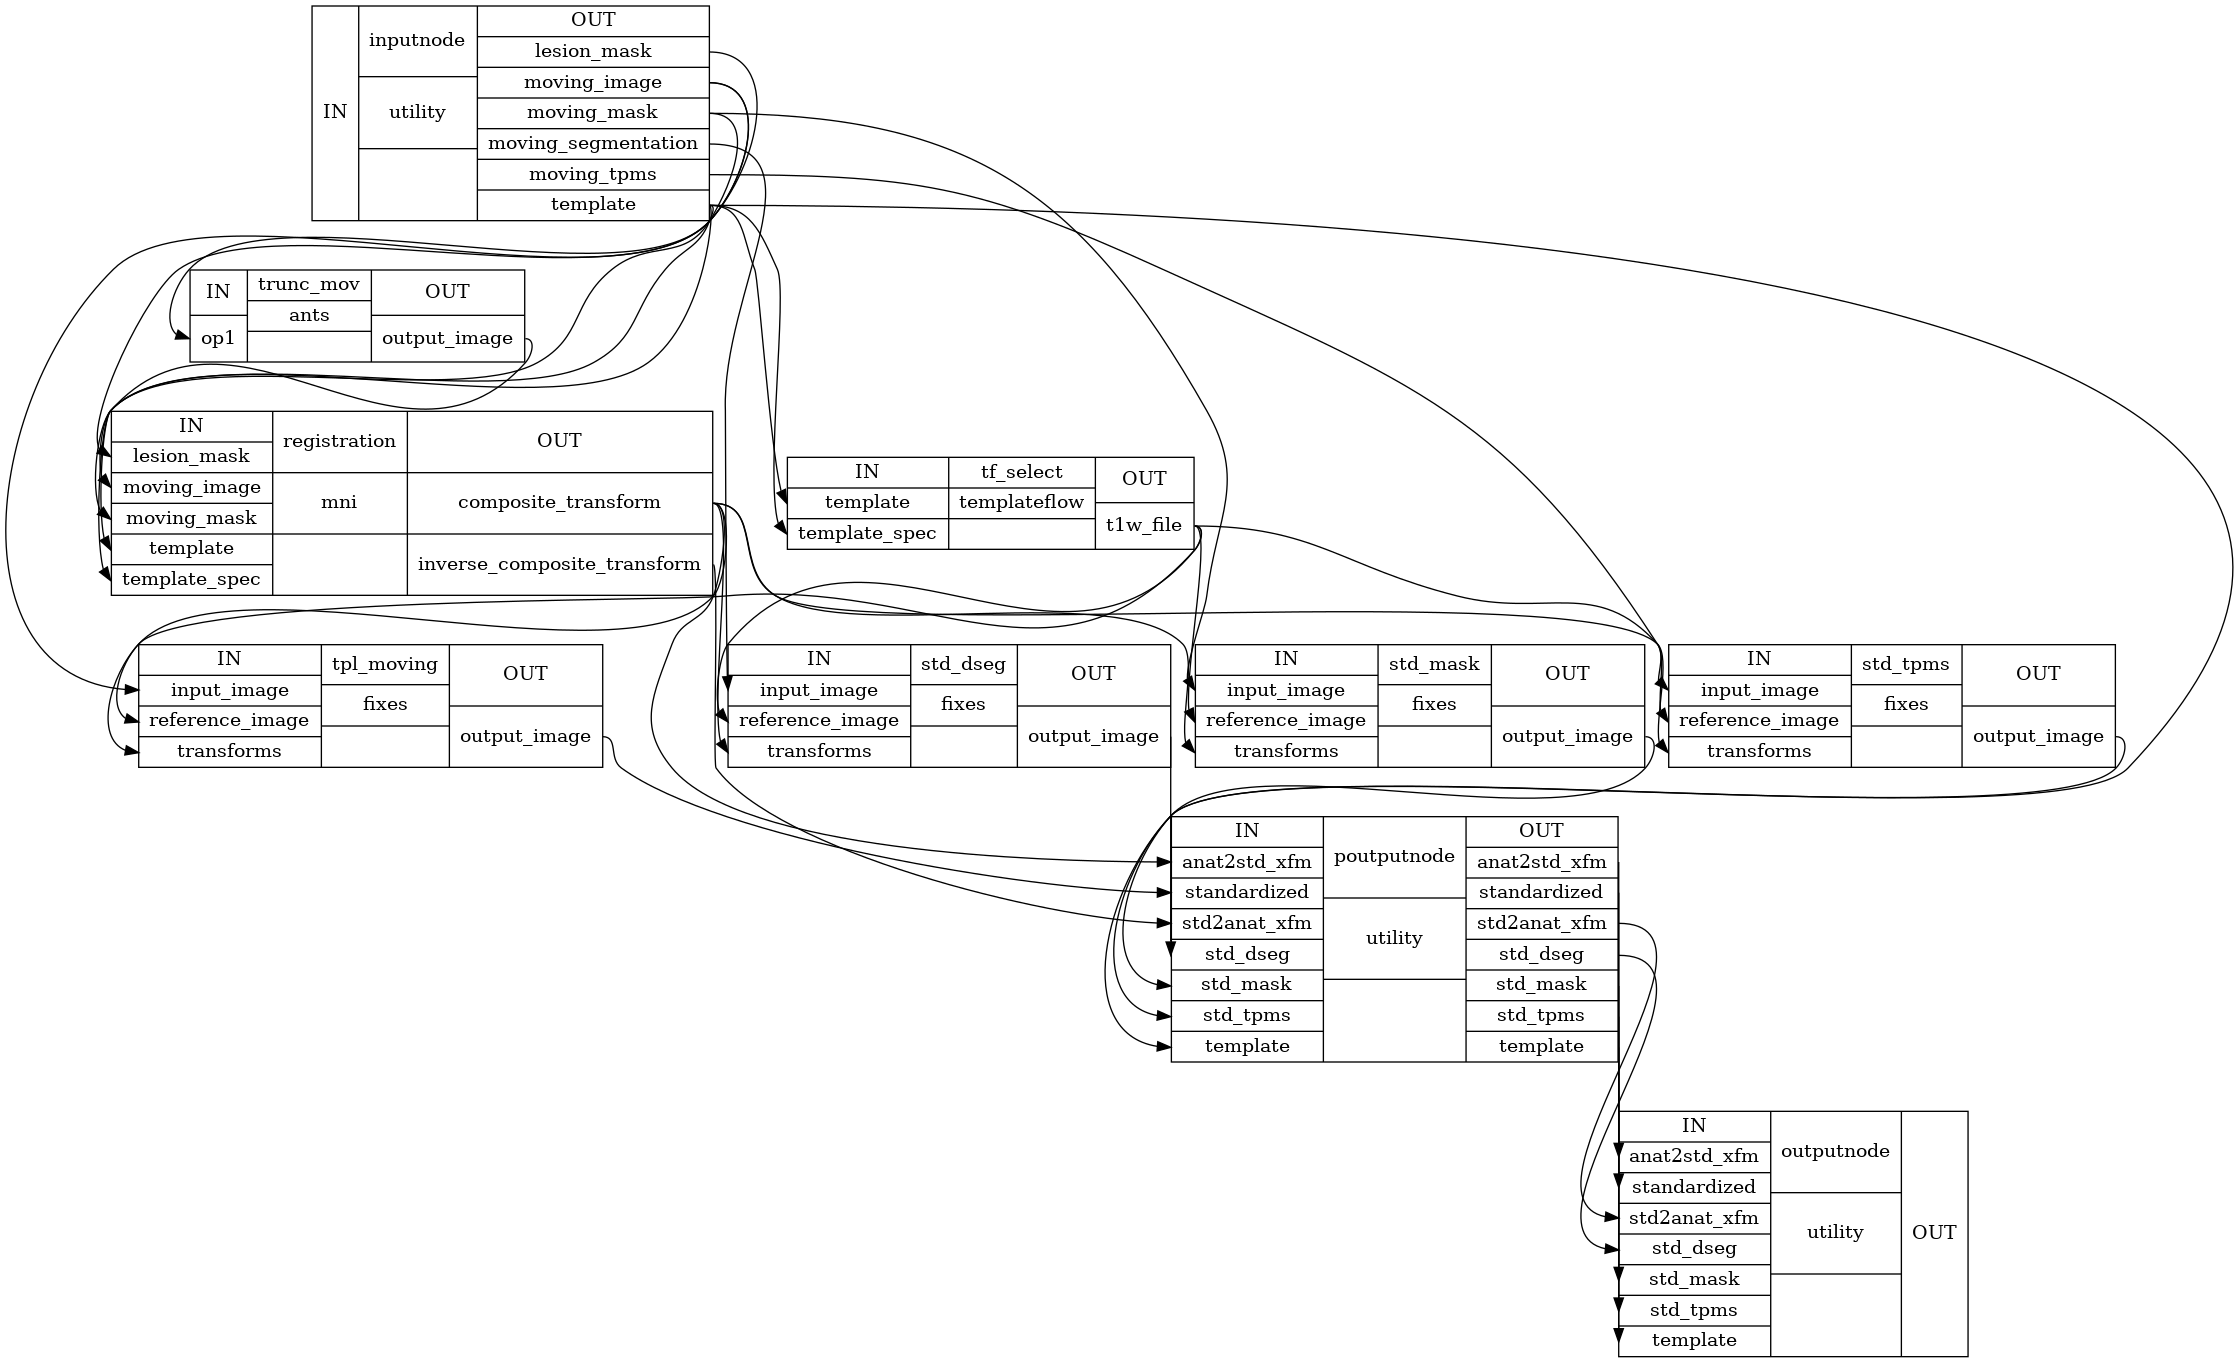 IN
inputnode
utility
OUT
lesion_mask
moving_image
moving_mask
moving_segmentation
moving_tpms
template
IN
op1
trunc_mov
ants
OUT
output_image
IN
lesion_mask
moving_image
moving_mask
template
template_spec
registration
mni
OUT
composite_transform
inverse_composite_transform
IN
template
template_spec
tf_select
templateflow
OUT
t1w_file
IN
input_image
reference_image
transforms
tpl_moving
fixes
OUT
output_image
IN
input_image
reference_image
transforms
std_dseg
fixes
OUT
output_image
IN
input_image
reference_image
transforms
std_mask
fixes
OUT
output_image
IN
input_image
reference_image
transforms
std_tpms
fixes
OUT
output_image
IN
anat2std_xfm
standardized
std2anat_xfm
std_dseg
std_mask
std_tpms
template
poutputnode
utility
OUT
anat2std_xfm
standardized
std2anat_xfm
std_dseg
std_mask
std_tpms
template
IN
anat2std_xfm
standardized
std2anat_xfm
std_dseg
std_mask
std_tpms
template
outputnode
utility
OUT